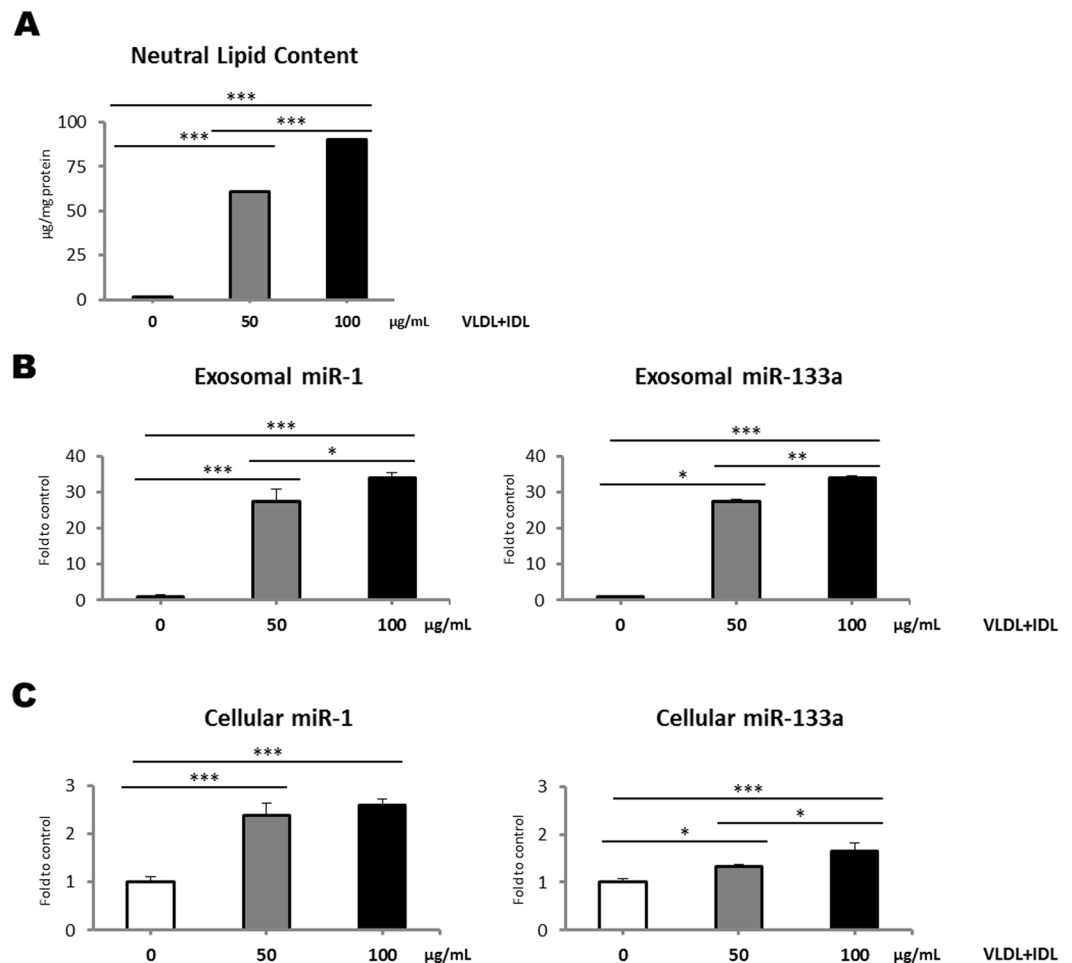 A
Neutral Lipid Content
***
***
***
100
75
50
25
0
µg/mg protein
0 50 100 µg/mL VLDL+IDL
B
Exosomal miR-1
***
*
***
40
30
20
10
0
Fold to control
0 50 100 µg/mL
Exosomal miR-133a
***
**
*
40
30
20
10
0
Fold to control
0 50 100 µg/mL VLDL+IDL
C
Cellular miR-1
***
***
3
2
1
0
Fold to control
0 50 100 µg/mL
Cellular miR-133a
***
*
*
3
2
1
0
Fold to control
0 50 100 µg/mL VLDL+IDL